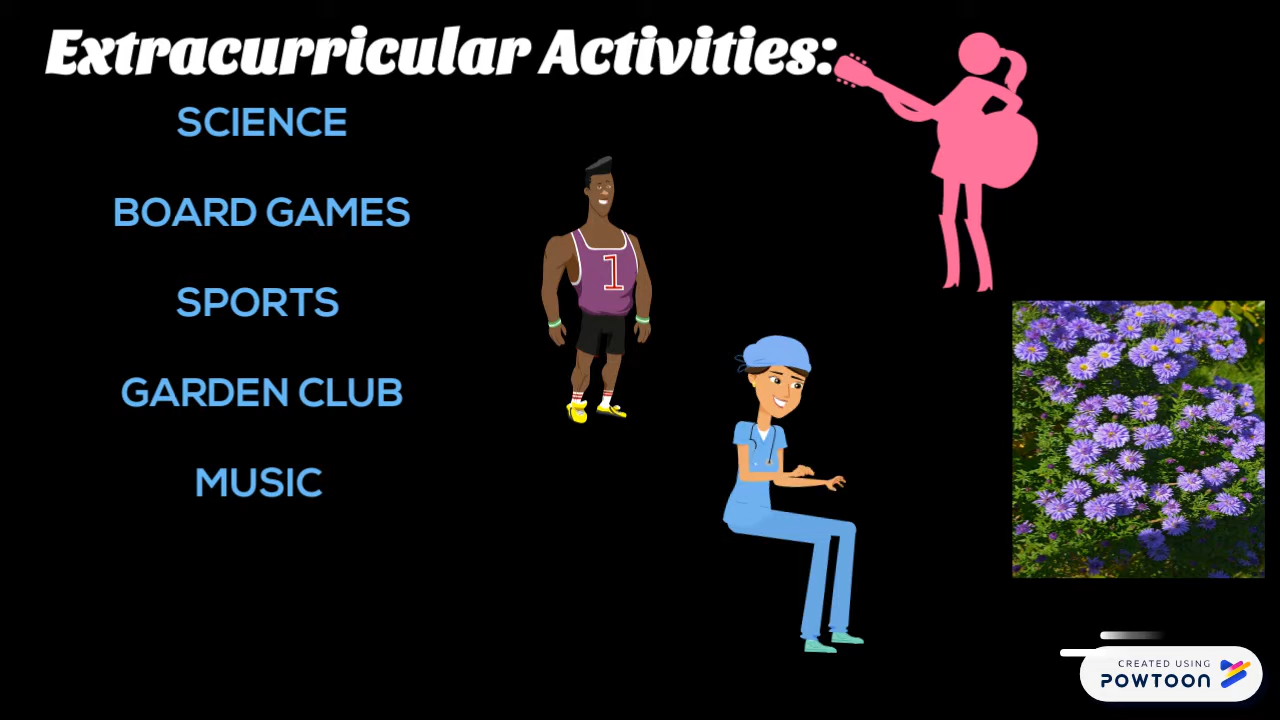 Extracurricular Activities:
SCIENCE
BOARD GAMES
SPORTS
GARDEN CLUB
MUSIC
1
CREATED USING
POWTOON